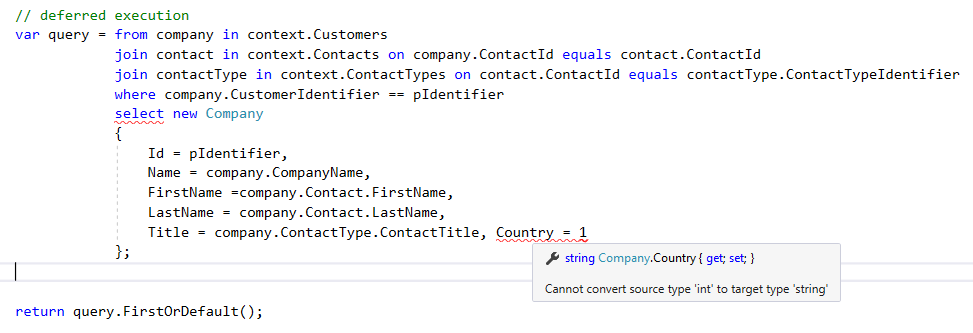 // deferred execution
var query = from company in context.Customers
join contact in context.Contacts on company.ContactId equals contact.ContactId
join contactType in context.ContactTypes on contact.ContactId equals contactType.ContactTypeIdentifier
where company.CustomerIdentifier == pIdentifier
select new Company
{
Id = pIdentifier,
Name = company.CompanyName,
FirstName =company.Contact.FirstName,
LastName = company.Contact.LastName,
Title = company.ContactType.ContactTitle, Country = 1
};
string Company.Country { get; set; }
Cannot convert source type 'int' to target type 'string'
return query.FirstOrDefault();